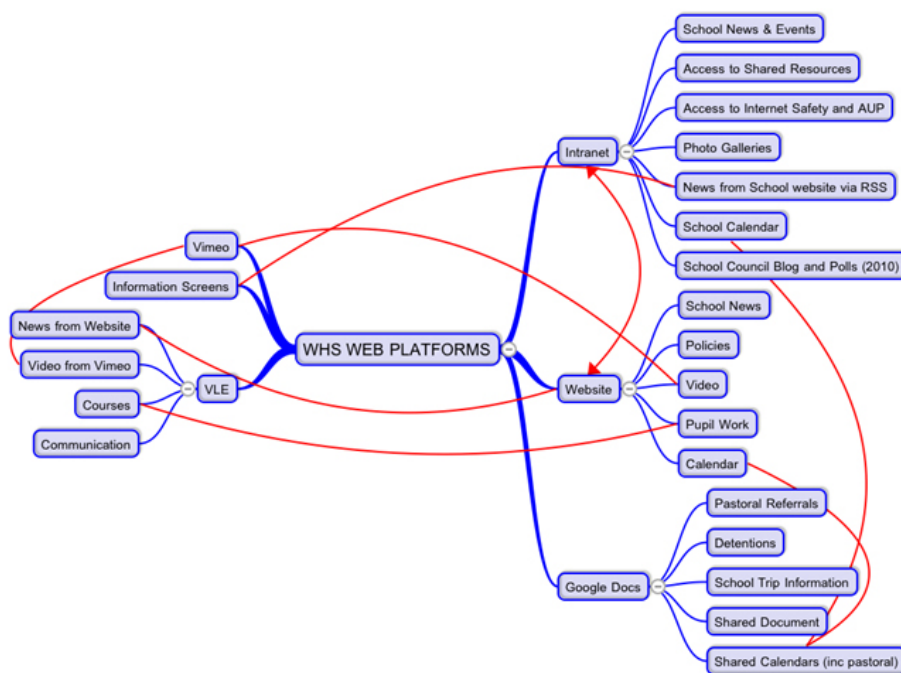 School News & Events
Access to Shared Resources
Access to Internet Safety and AUP
Intranet
Photo Galleries
News from School website via RSS
School Calendar
School Council Blog and Polls (2010)
Vimeo
Information Screens
News from Website
Video from Vimeo
VLE
Courses
Communication
WHS WEB PLATFORMS
School News
Policies
Website
Video
Pupil Work
Calendar
Pastoral Referrals
Detentions
Google Docs
School Trip Information
Shared Document
Shared Calendars (inc pastoral)